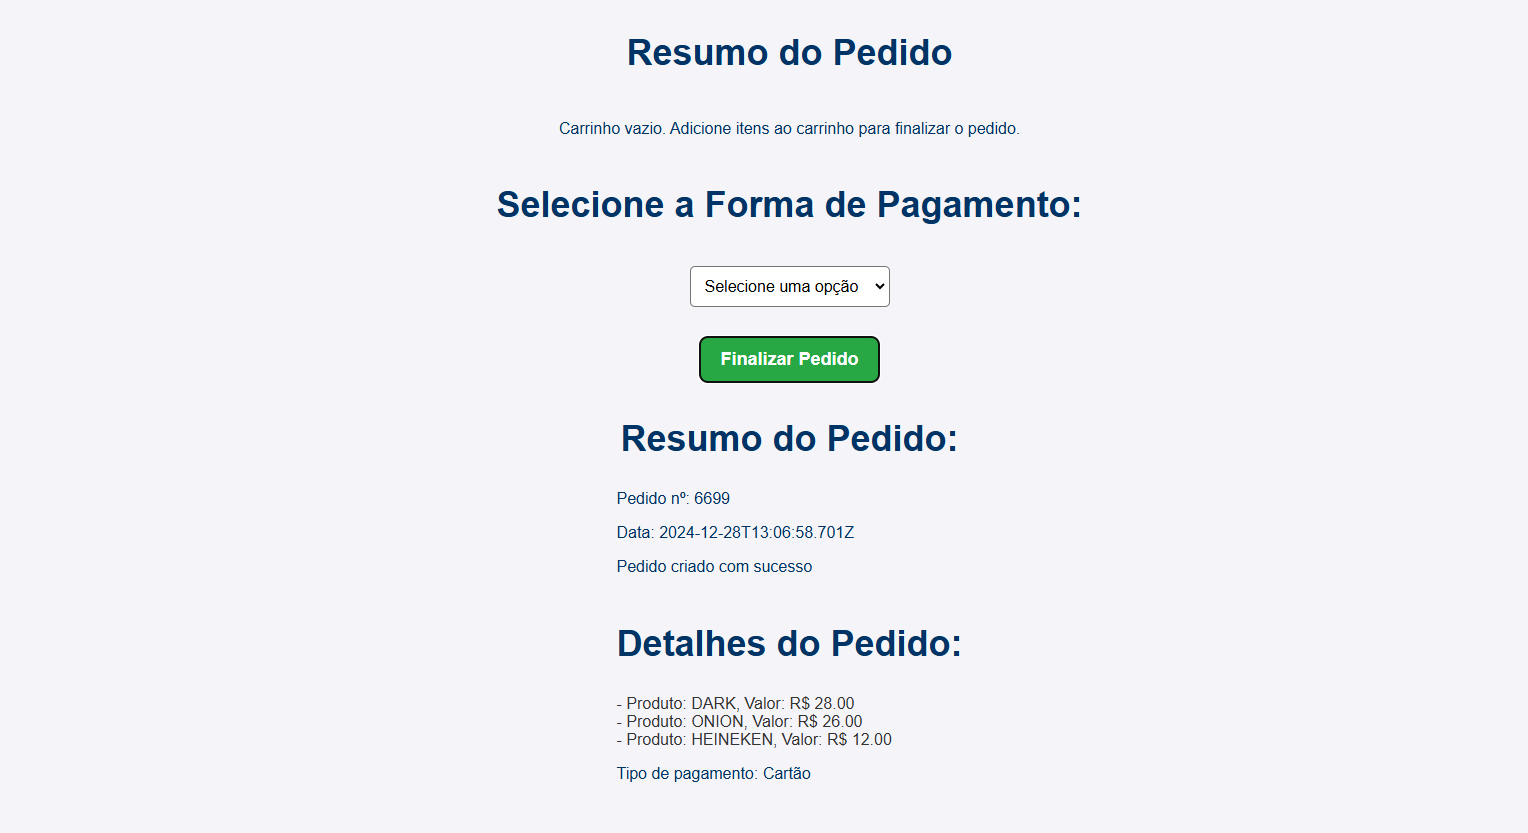 Resumo do Pedido
Carrinho vazio. Adicione itens ao carrinho para finalizar o pedido.
Selecione a Forma de Pagamento:
Selecione uma opção
Finalizar Pedido
Resumo do Pedido:
Pedido nº: 6699
Data: 2024-12-28T13:06:58.701Z
Pedido criado com sucesso
Detalhes do Pedido:
- Produto: DARK, Valor: R$ 28.00
- Produto: ONION, Valor: R$ 26.00
- Produto: HEINEKEN, Valor: R$ 12.00
Tipo de pagamento: Cartão